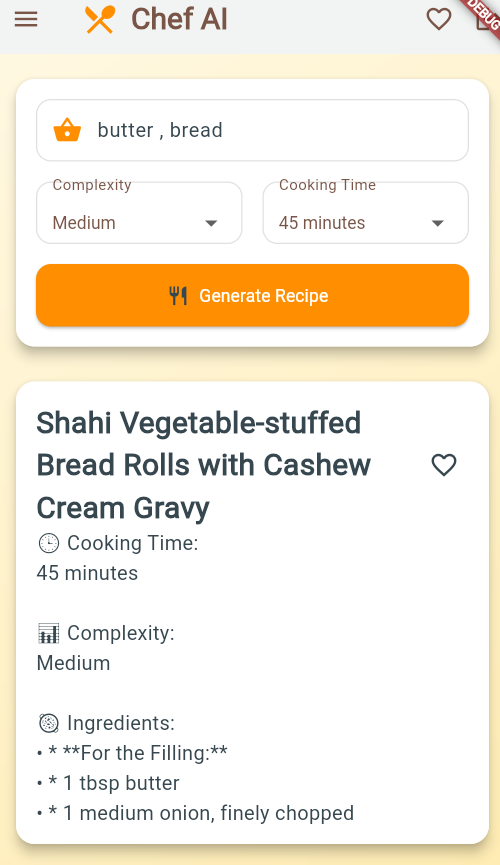 Chef AI
DEBUG
butter , bread
Complexity
Cooking Time
Medium
45 minutes
Generate Recipe
Shahi Vegetable-stuffed
Bread Rolls with Cashew
Cream Gravy
Cooking Time:
45 minutes
Complexity:
Medium
Ingredients:
• * **For the Filling:**
• * 1 tbsp butter
• * 1 medium onion, finely chopped